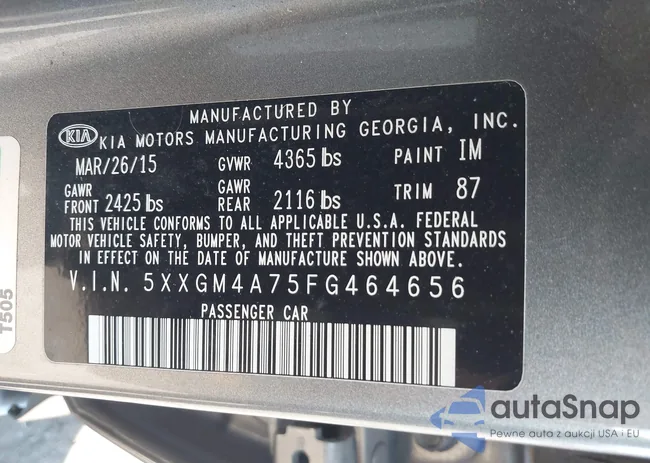 MANUFACTURED BY
KIA KIA MOTORS MANUFACTURING GEORGIA, INC.
MAR/26/15 GVWR 4365 lbs PAINT IM
GAWR FRONT 2425 lbs GAWR REAR 2116 lbs TRIM 87
THIS VEHICLE CONFORMS TO ALL APPLICABLE U.S.A. FEDERAL
MOTOR VEHICLE SAFETY, BUMPER, AND THEFT PREVENTION STANDARDS
IN EFFECT ON THE DATE OF MANUFACTURE SHOWN ABOVE.
V.I.N. 5XXGM4A75FG464656
PASSENGER CAR
T505
autaSnap
Pewne auta z aukcji USA i EU